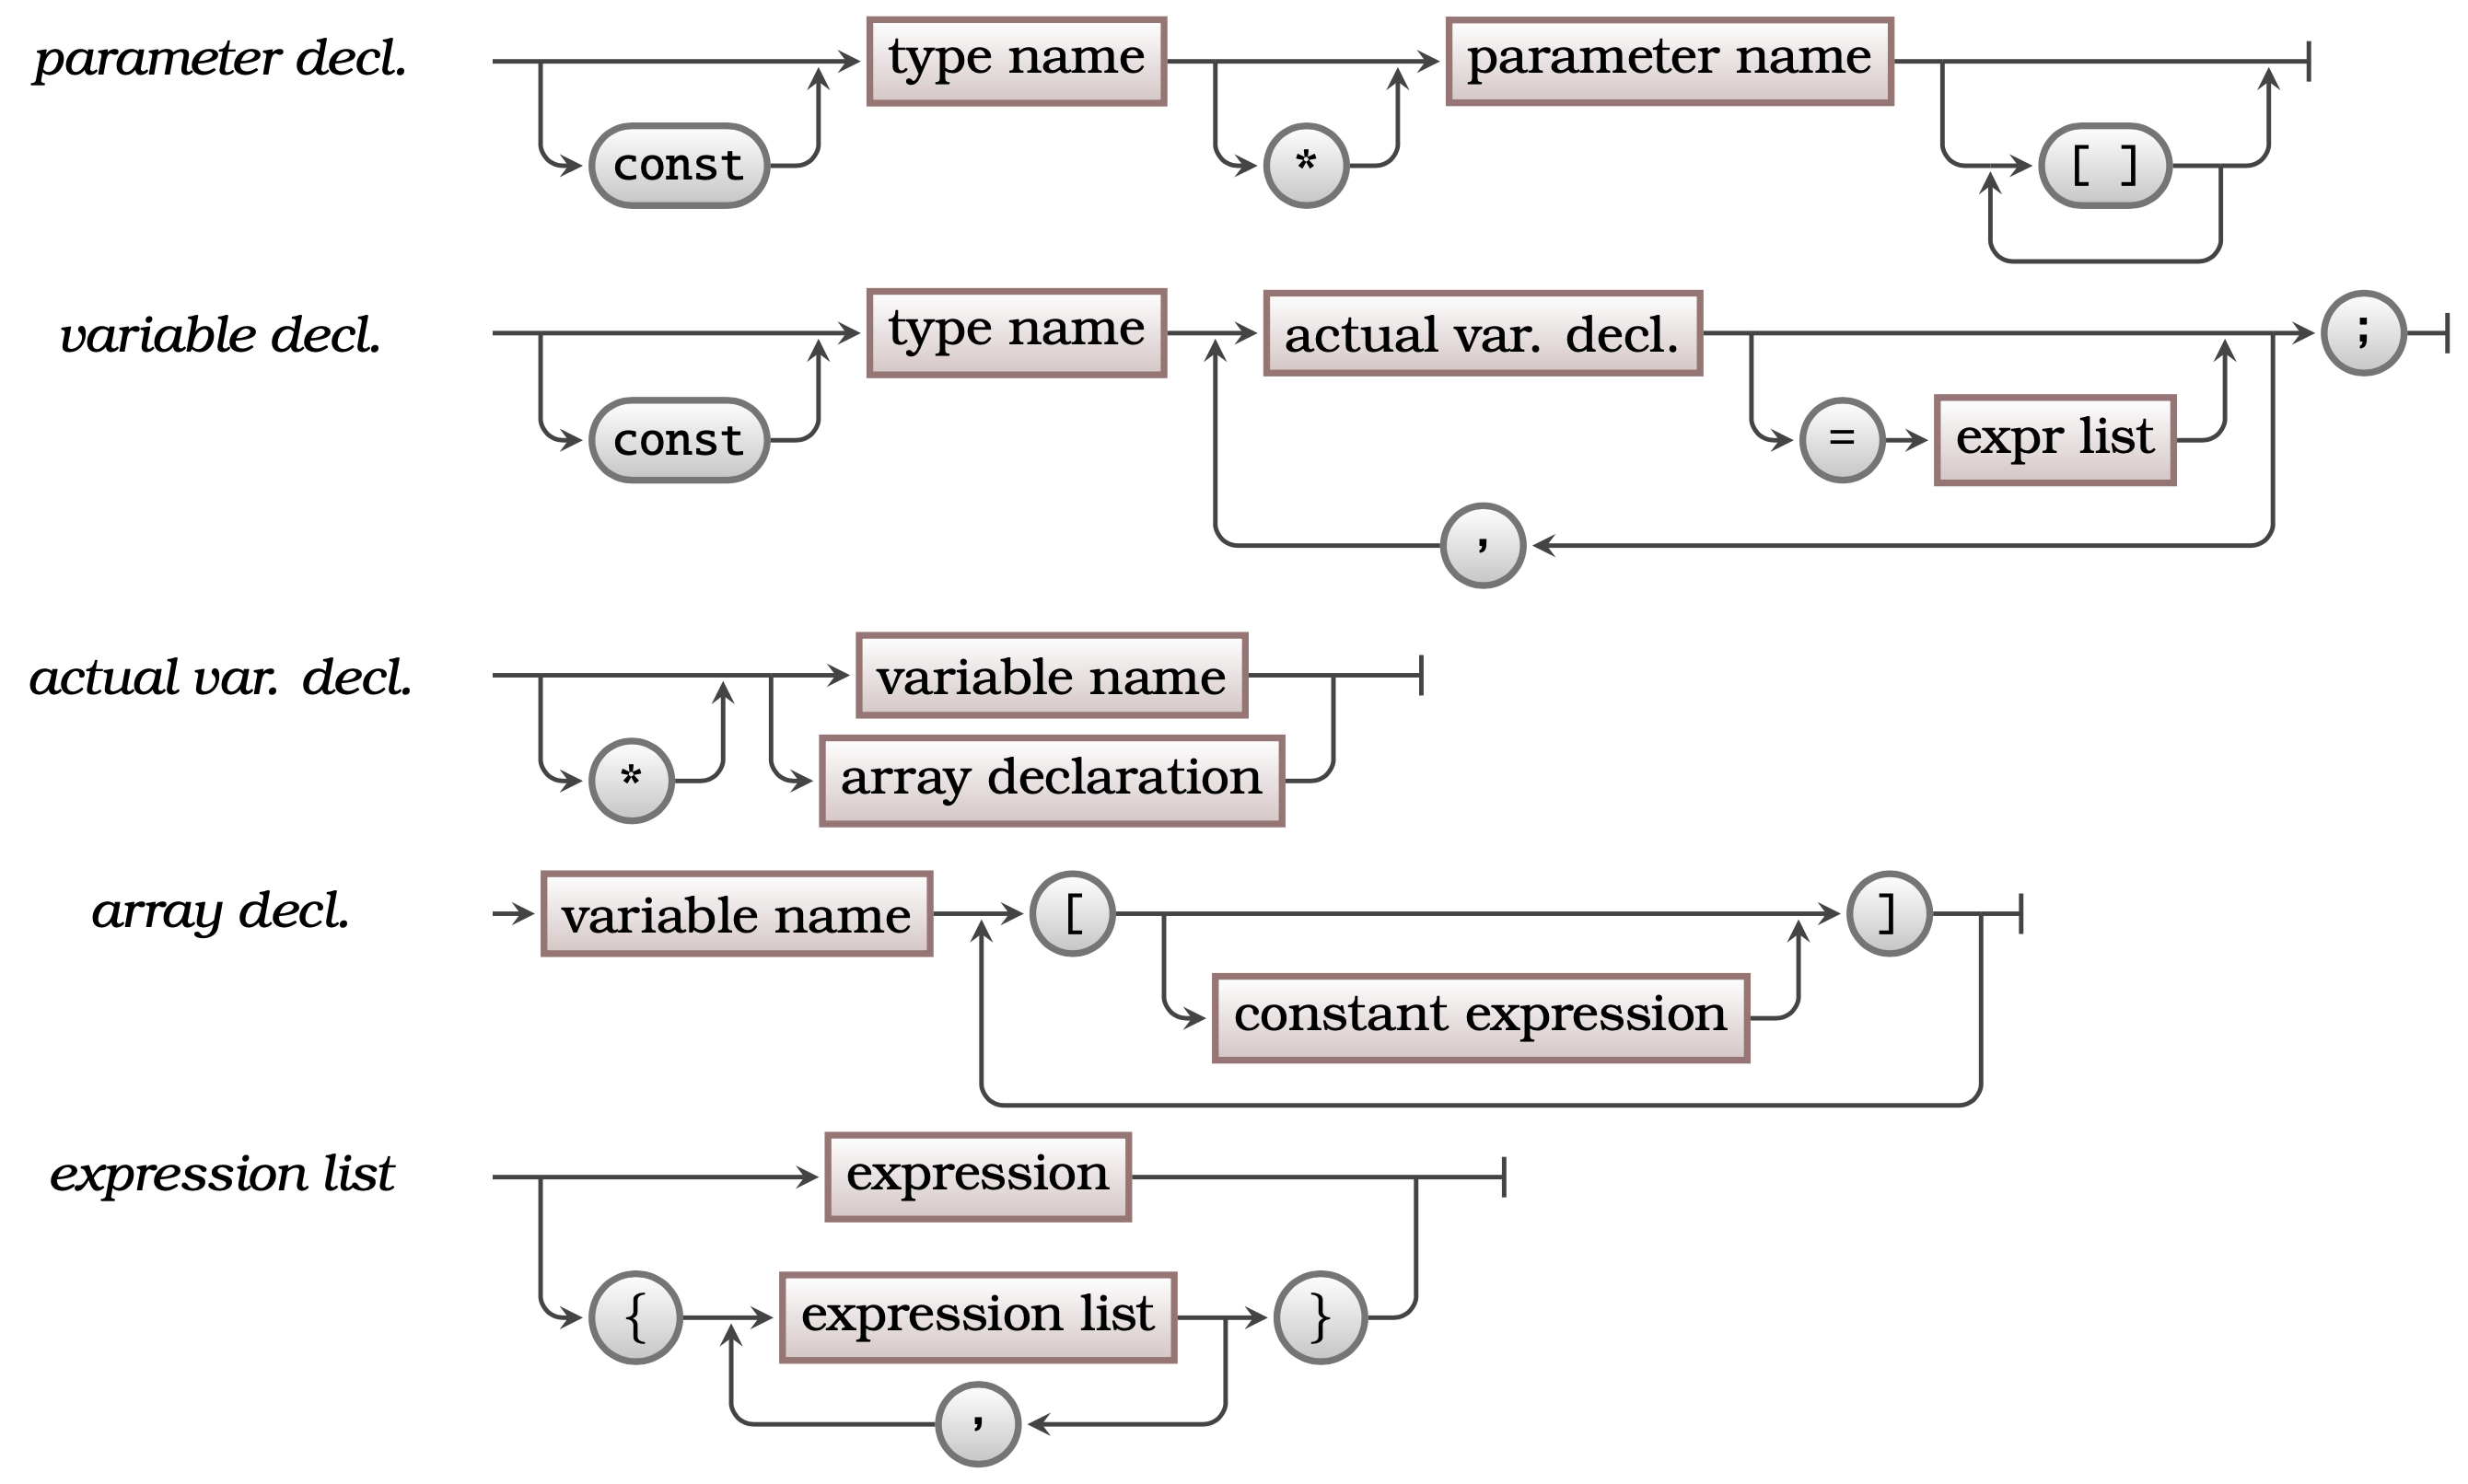 parameter decl. type name parameter name
const * [ ]
variable decl. type name actual var. decl. ;
const = expr list
,
actual var. decl. variable name
* array declaration
array decl. variable name [ ]
constant expression
expression list expression
{ expression list }
,